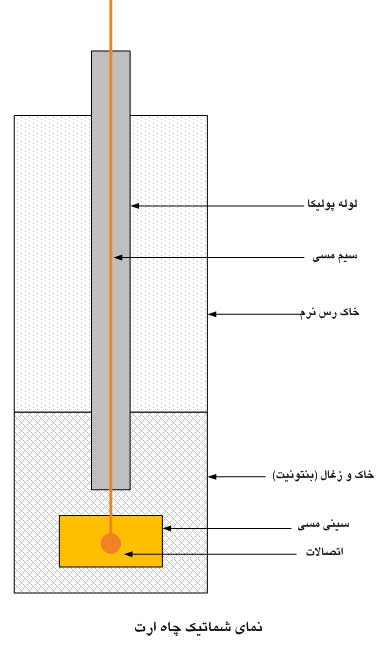 لوله پولیکا
سیم مسی
خاک رس نرم
خاک و زغال (بنتونیت)
سینی مسی
اتصالات
نمای شماتیک چاه ارت